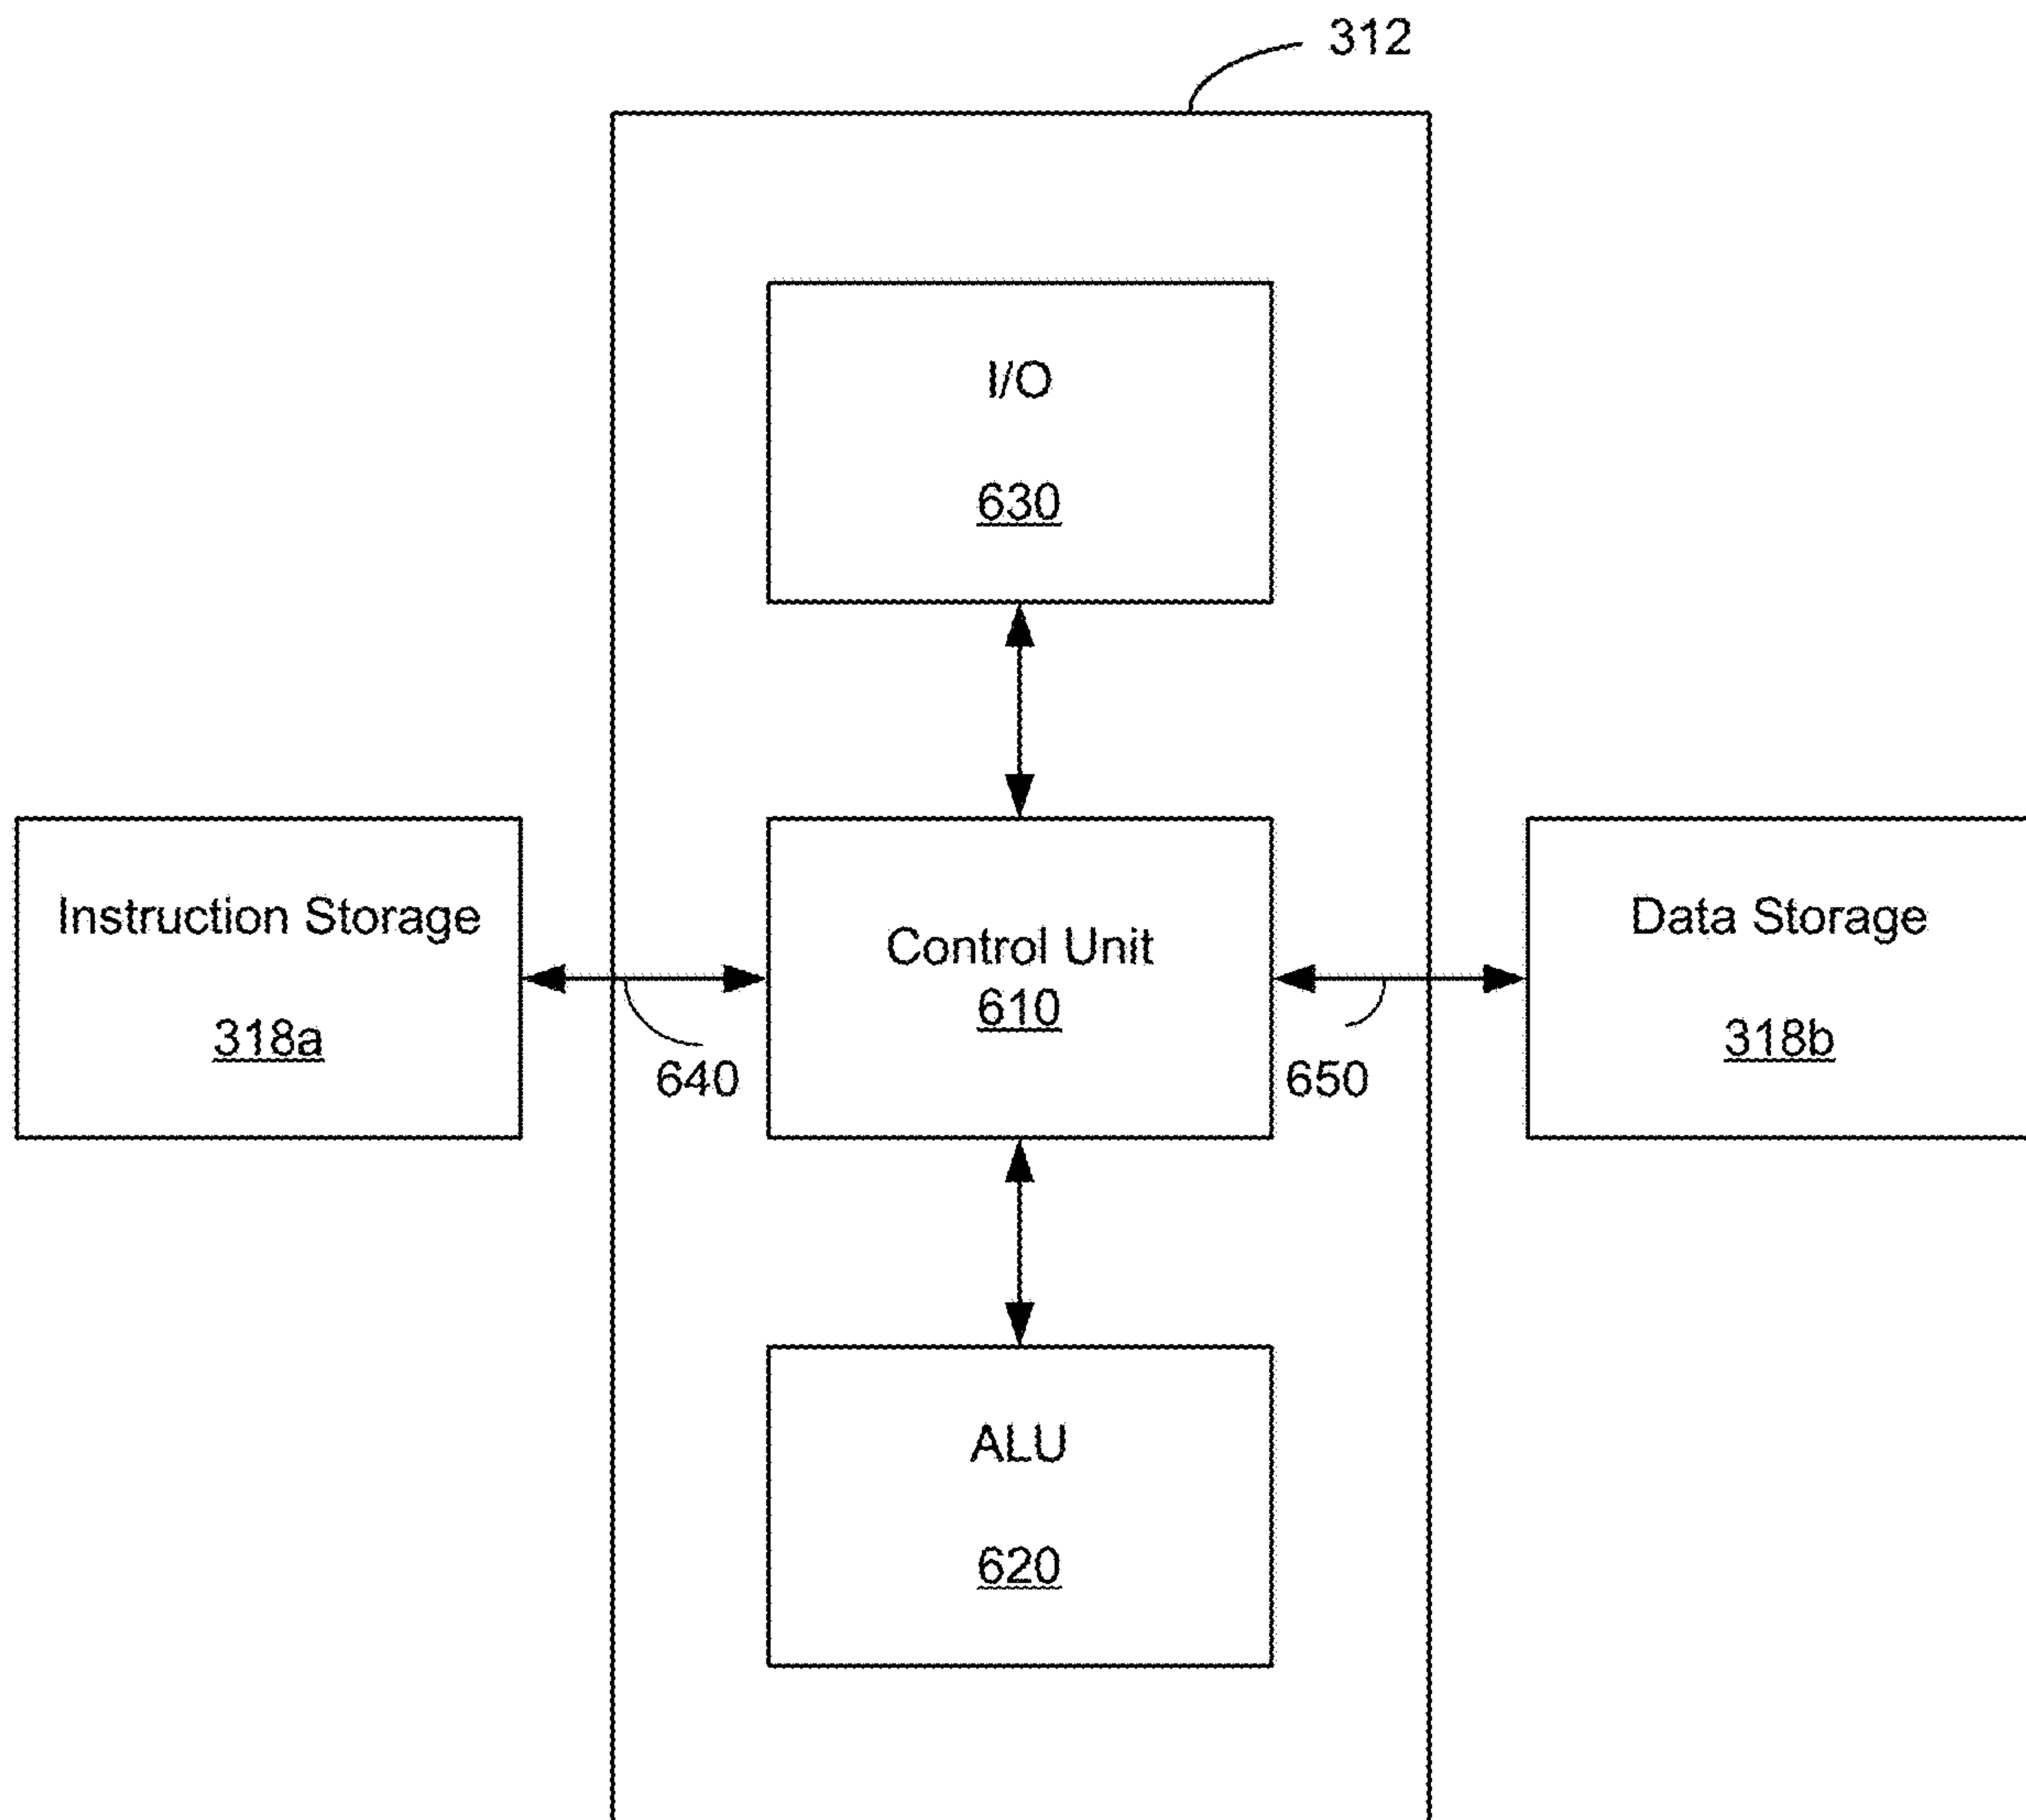 312
I/O
630
Instruction Storage
318a
640
Control Unit
610
650
Data Storage
318b
ALU
620